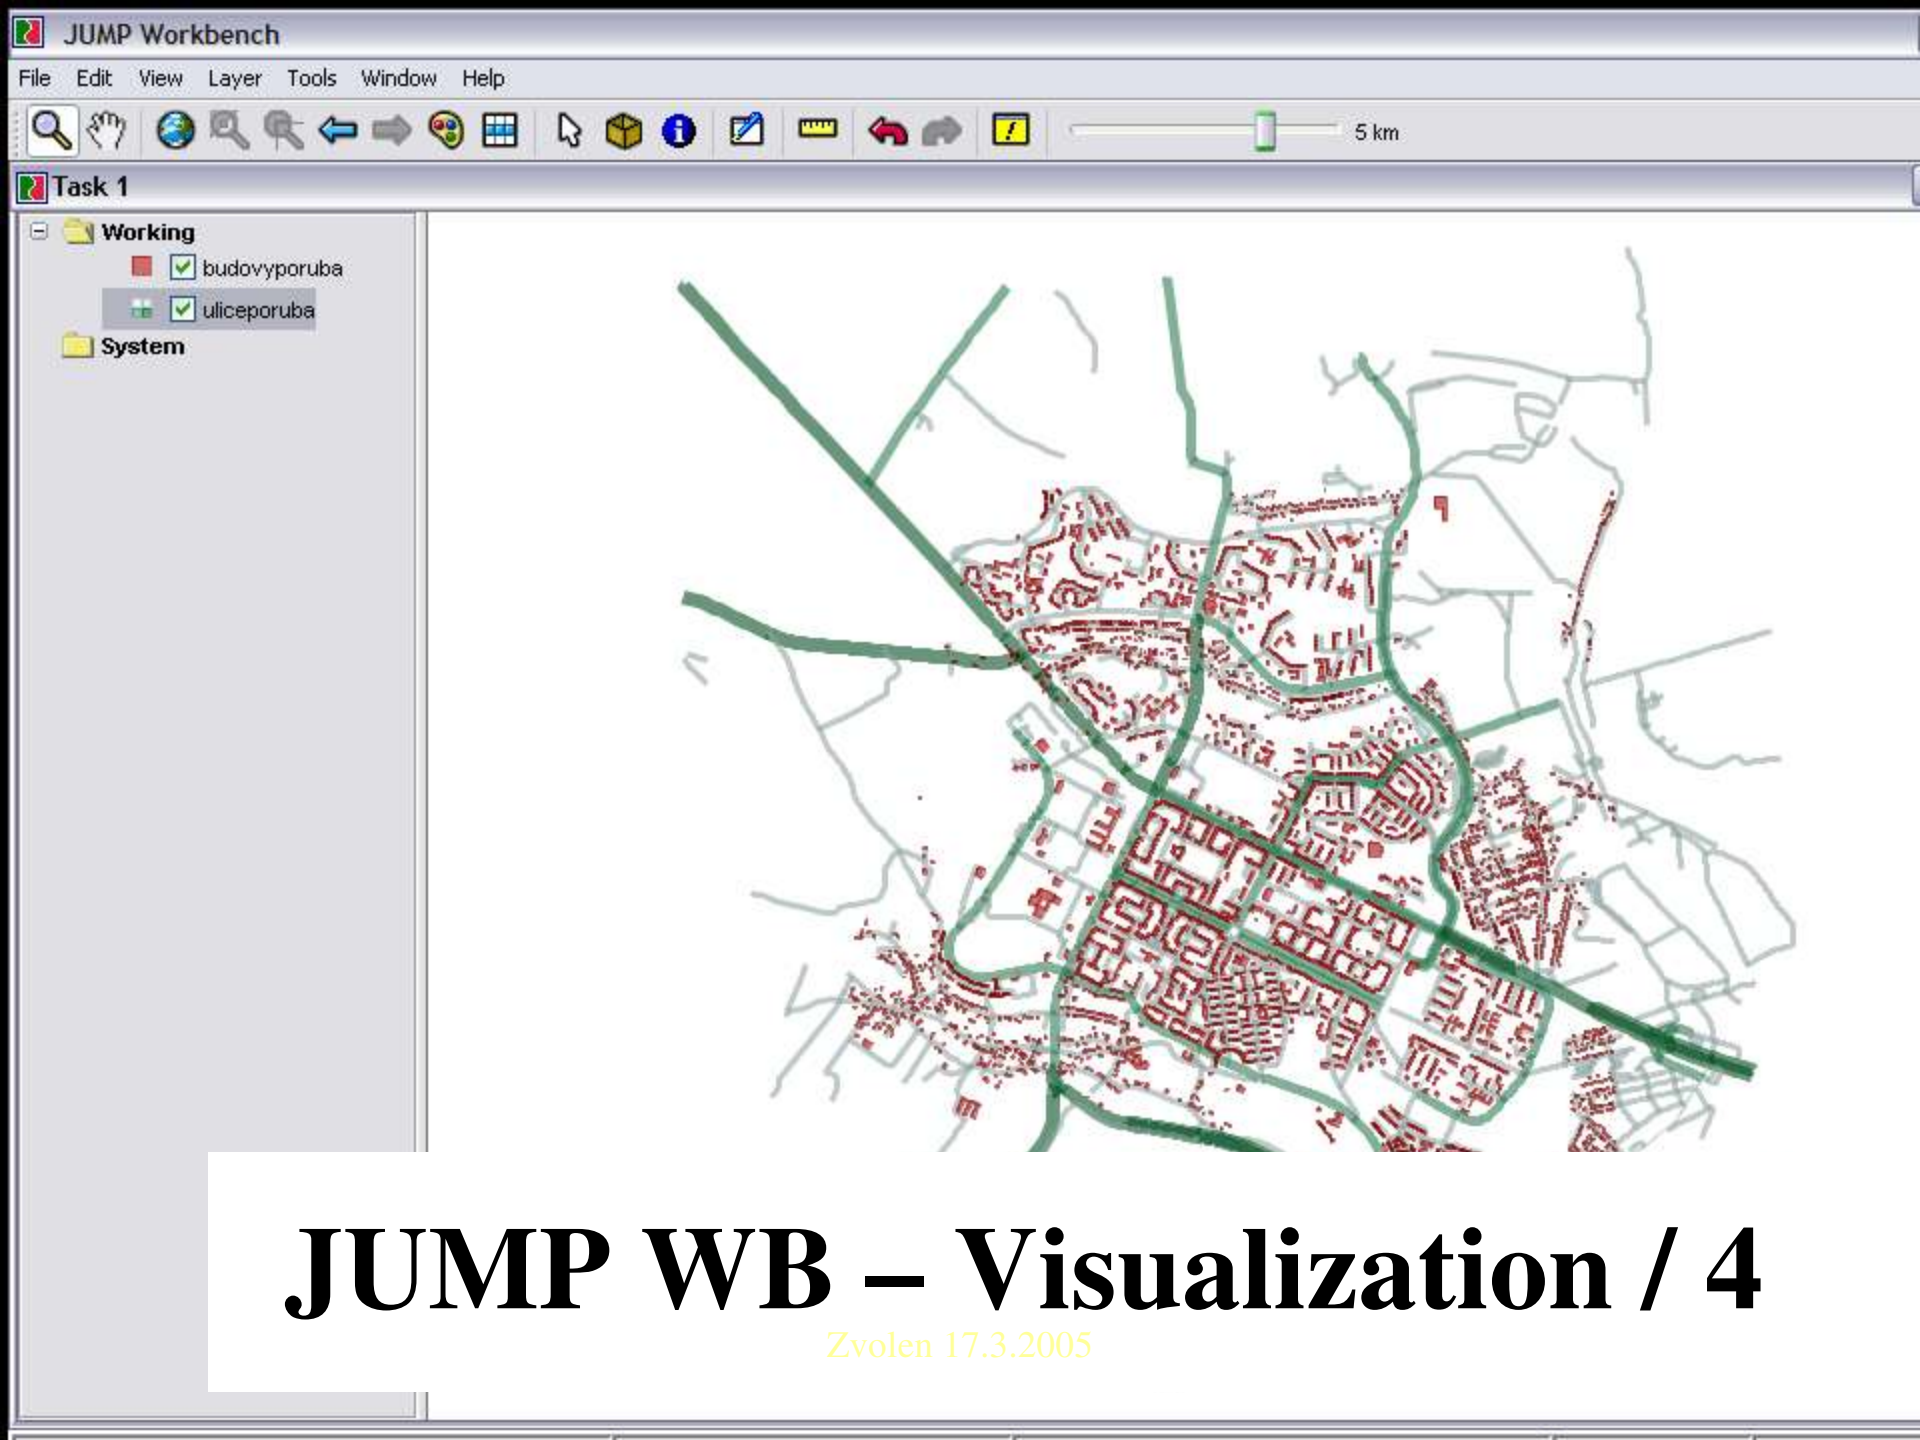 JUMP Workbench
File Edit View Layer Tools Window Help
5 km
Task 1
Working
budovyporuba
uliceporuba
System
JUMP WB – Visualization / 4
Zvolen 17.3.2005